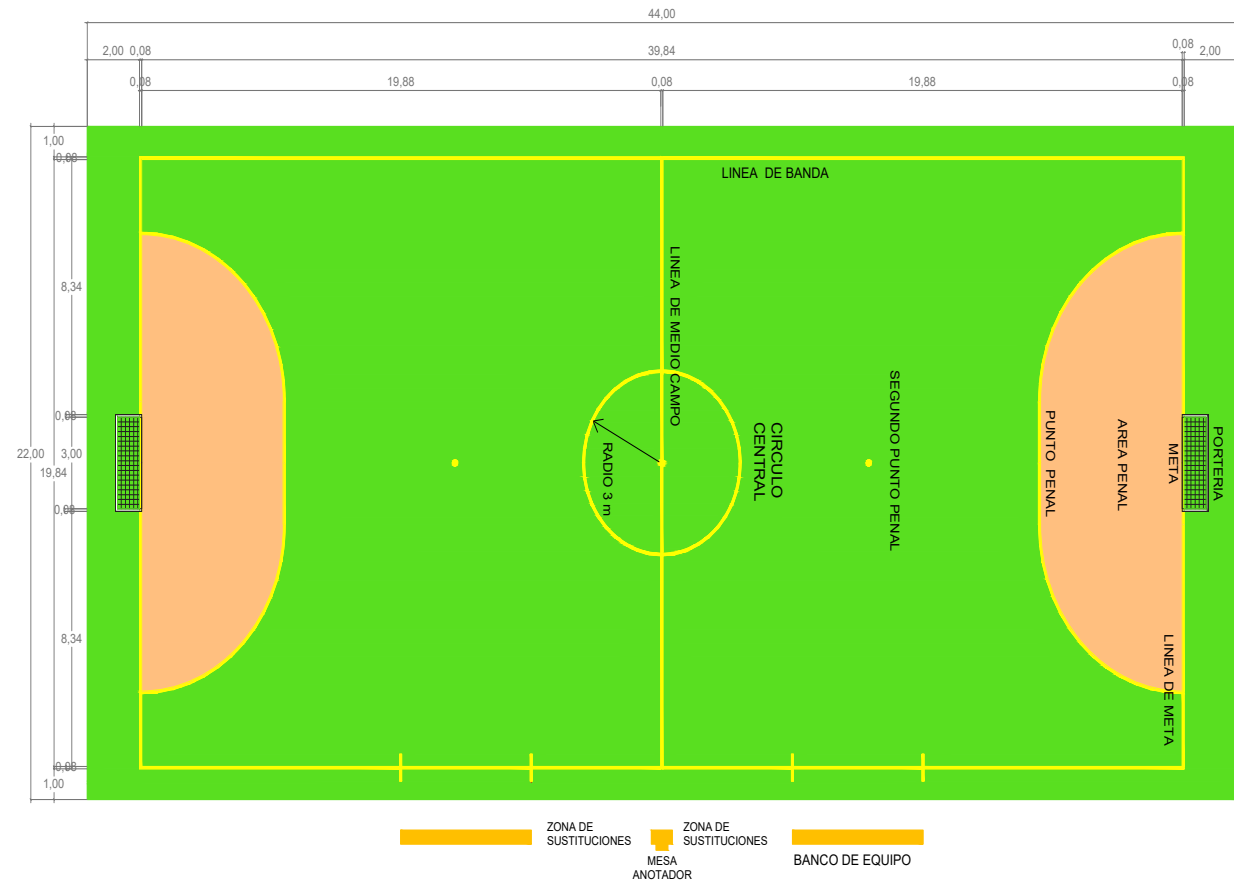 44,00
2,00 0,08
39,84
0,08
2,00
0,08
19,88
0,08
19,88
0,08
1,00
0,08
8,34
0,08
22,00
19,84
3,00
0,08
8,34
0,08
1,00
LINEA DE BANDA
LINEA DE MEDIO CAMPO
RADIO 3 m
CIRCULO
CENTRAL
SEGUNDO PUNTO PENAL
PUNTO PENAL
AREA PENAL
META
PORTERIA
LINEA DE META
ZONA DE
SUSTITUCIONES
MESA
ANOTADOR
ZONA DE
SUSTITUCIONES
BANCO DE EQUIPO